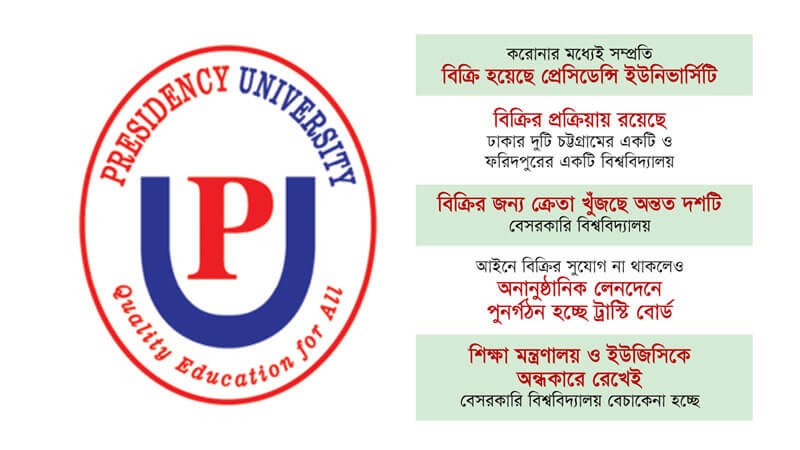 PRESIDENCY UNIVERSITY
P
U
Quality Education for All
করোনার মধ্যেই সম্প্রতি
বিক্রি হয়েছে প্রেসিডেন্সি ইউনিভার্সিটি
বিক্রির প্রক্রিয়ায় রয়েছে
ঢাকার দুটি চট্টগ্রামের একটি ও
ফরিদপুরের একটি বিশ্ববিদ্যালয়
বিক্রির জন্য ক্রেতা খুঁজছে অন্তত দশটি
বেসরকারি বিশ্ববিদ্যালয়
আইনে বিক্রির সুযোগ না থাকলেও
অনানুষ্ঠানিক লেনদেনে
পুনর্গঠন হচ্ছে ট্রাস্টি বোর্ড
শিক্ষা মন্ত্রণালয় ও ইউজিসিকে
অন্ধকারে রেখেই
বেসরকারি বিশ্ববিদ্যালয় বেচাকেনা হচ্ছে